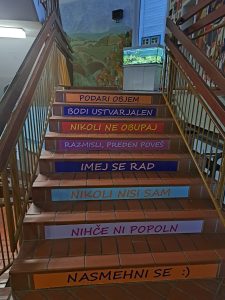 PODARI OBJEM
BODI USTVARJALEN
NIKOLI NE OBUPAJ
RAZMISLI, PREDEN POVEŠ
IMEJ SE RAD
NIKOLI NISI SAM
NIHČE NI POPOLN
NASMEHNI SE :)